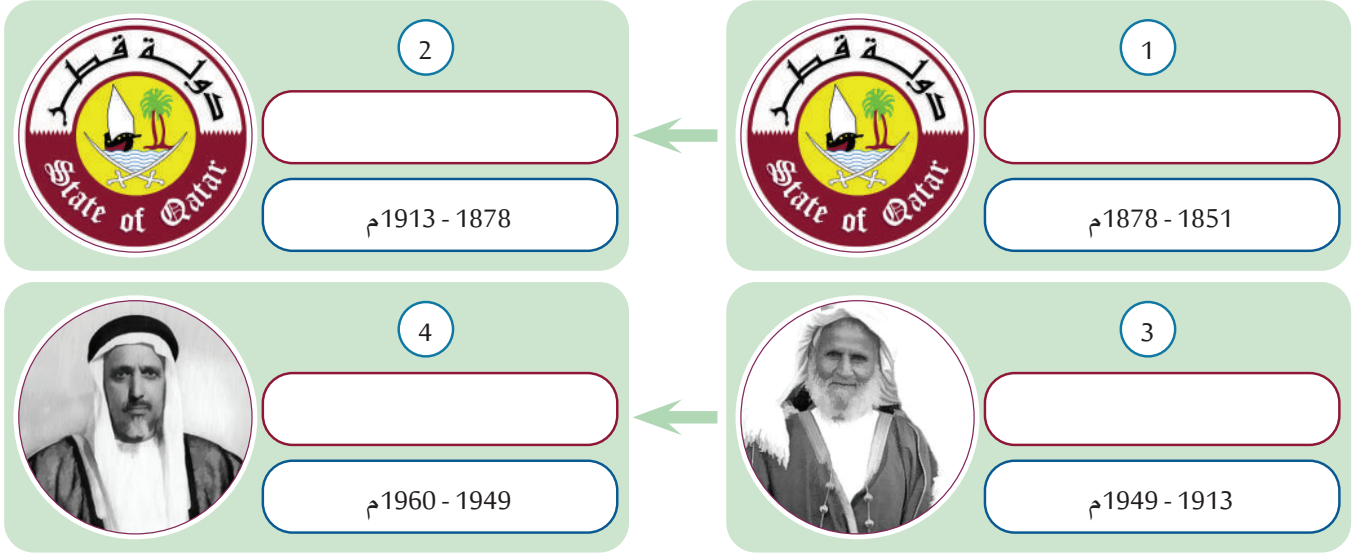 1
دولة قطر
State of Qatar
1851 - 1878م
2
دولة قطر
State of Qatar
1878 - 1913م
3
1913 - 1949م
4
1949 - 1960م